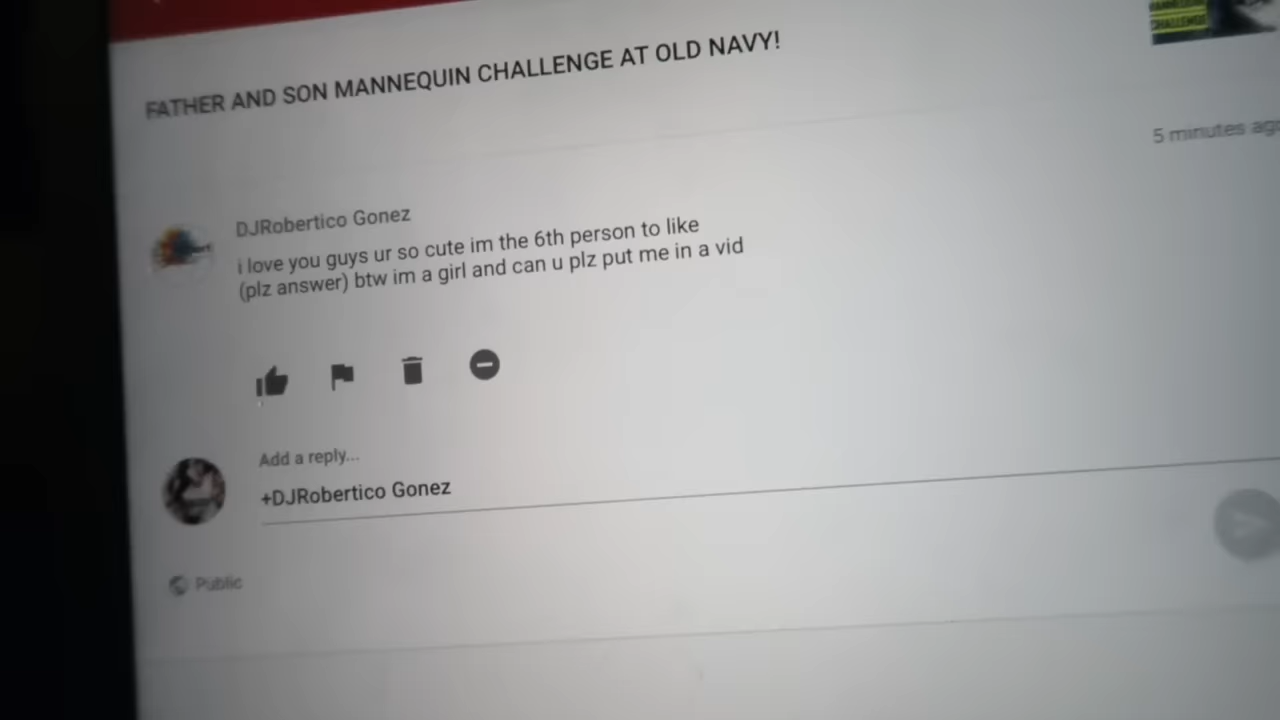 FATHER AND SON MANNEQUIN CHALLENGE AT OLD NAVY!
CHALLENGE
5 minutes ag
DJRobertico Gonez
i love you guys ur so cute im the 6th person to like
(plz answer) btw im a girl and can u plz put me in a vid
Add a reply...
+DJRobertico Gonez
Public